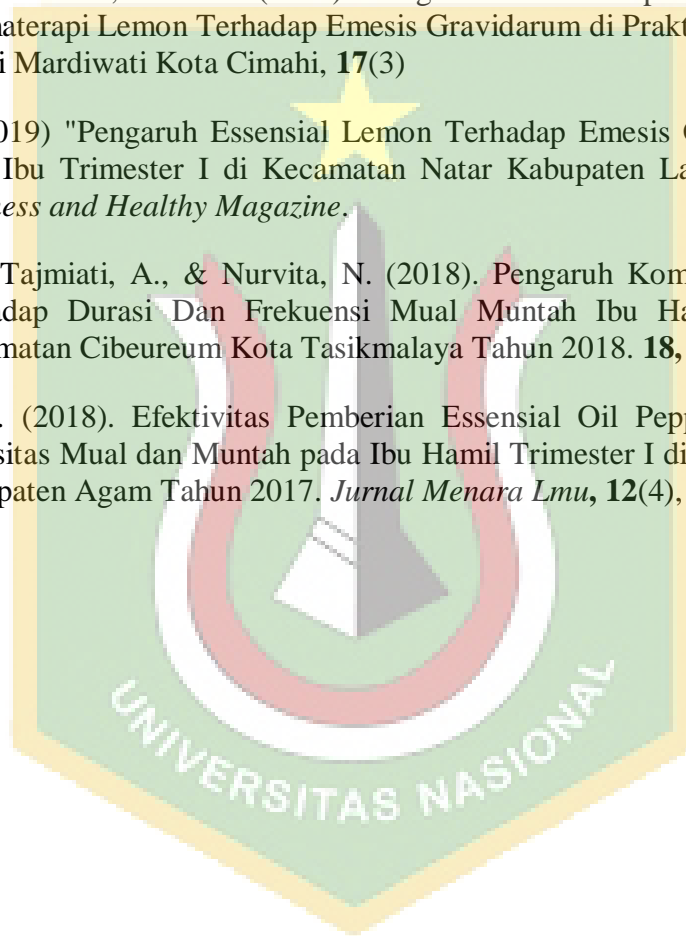 materapi Lemon Terhadap Emesis Gravidarum di Prakt
i Mardiwati Kota Cimahi, 17(3)
019) "Pengaruh Essensial Lemon Terhadap Emesis
Ibu Trimester I di Kecamatan Natar Kabupaten La
ness and Healthy Magazine.
Tajmiati, A., & Nurvita, N. (2018). Pengaruh Kom
adap Durasi Dan Frekuensi Mual Muntah Ibu Ha
matan Cibeureum Kota Tasikmalaya Tahun 2018. 18,
. (2018). Efektivitas Pemberian Essensial Oil Pepp
sitas Mual dan Muntah pada Ibu Hamil Trimester I di
paten Agam Tahun 2017. Jurnal Menara Lmu, 12(4),
UNIVERSITAS NASIONAL